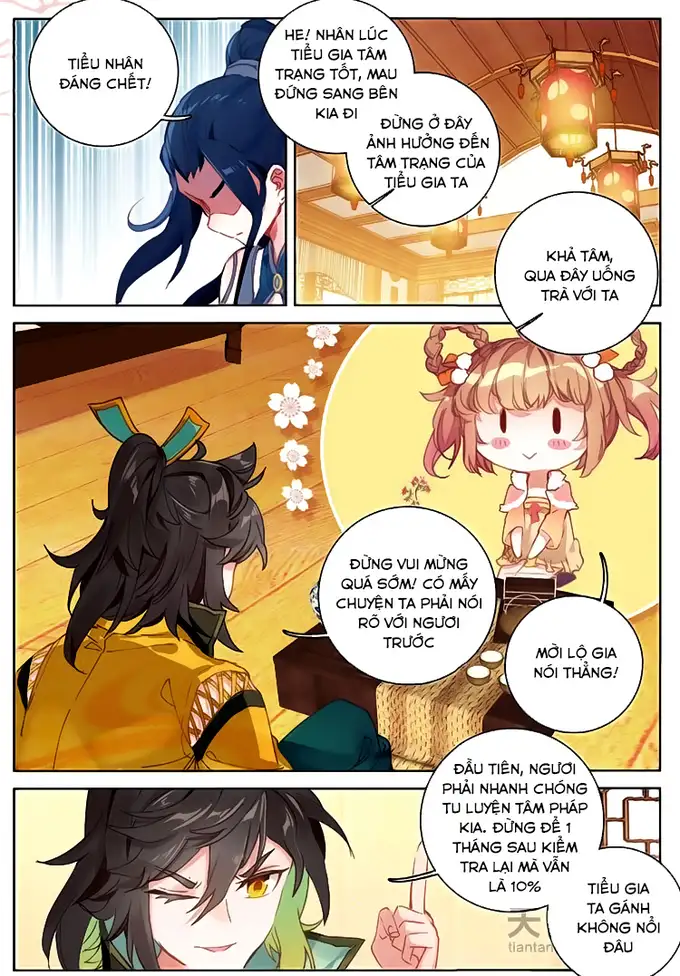 TIỂU NHÂN
ĐÁNG CHẾT!
HE! NHÂN LÚC
TIỂU GIA TÂM
TRẠNG TỐT, MAU
ĐỨNG SANG BÊN
KIA ĐI
ĐỪNG Ở ĐÂY
ẢNH HƯỞNG ĐẾN
TÂM TRẠNG CỦA
TIỂU GIA TA
KHẢ TÂM,
QUA ĐÂY UỐNG
TRÀ VỚI TA
ĐỪNG VUI MỪNG
QUÁ SỚM! CÓ MẤY
CHUYỆN TA PHẢI NÓI
RÕ VỚI NGƯƠI
TRƯỚC
MỜI LỘ GIA
NÓI THẲNG!
ĐẦU TIÊN, NGƯƠI
PHẢI NHANH CHÓNG
TU LUYỆN TÂM PHÁP
KIA. ĐỪNG ĐỂ 1
THÁNG SAU KIỂM
TRA LẠI MÀ VẪN
LÀ 10%
TIỂU GIA
TA GÁNH
KHÔNG NỔI
ĐÂU
天
tiantan